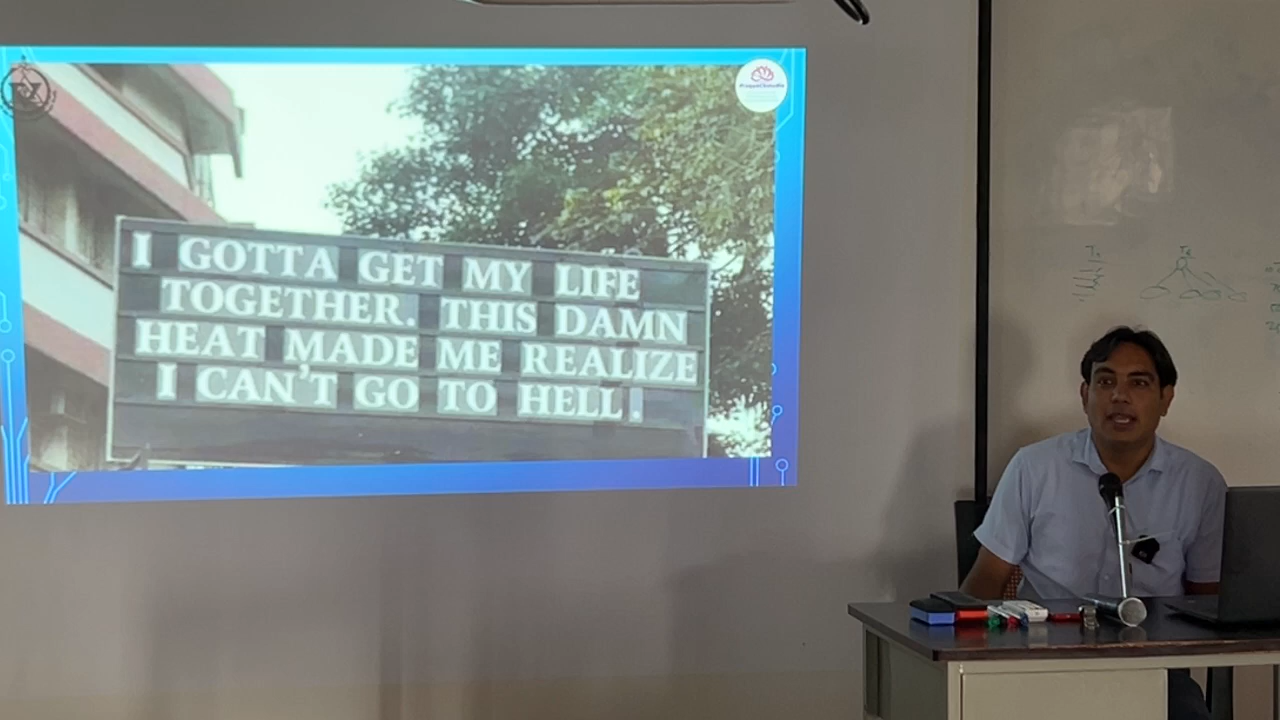 I GOTTA GET MY LIFE
TOGETHER. THIS DAMN
HEAT MADE ME REALIZE
I CAN'T GO TO HELL.